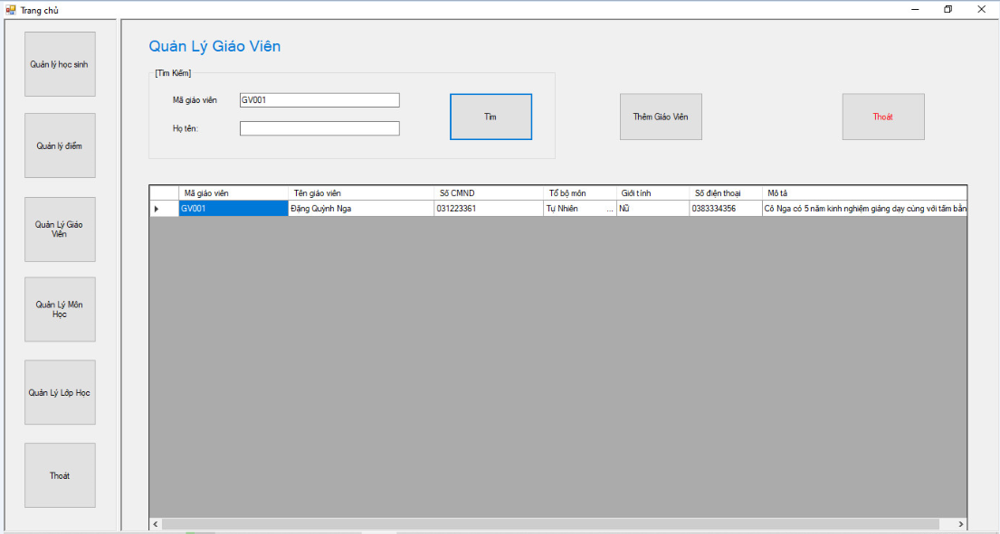 Trang chủ
Quản lý học sinh
Quản lý điểm
Quản Lý Giáo
Viên
Quản Lý Môn
Học
Quản Lý Lớp Học
Thoát
Quản Lý Giáo Viên
[Tìm Kiếm]
Mã giáo viên
GV001
Họ tên:
Tìm
Thêm Giáo Viên
Thoát
Mã giáo viên Tên giáo viên Số CMND Tổ bộ môn Giới tính Số điện thoại Mô tả
GV001 Đặng Quỳnh Nga 031223361 Tự Nhiên ... Nữ 0383334356 Cô Nga có 5 năm kinh nghiệm giảng dạy cùng với tấm bằn